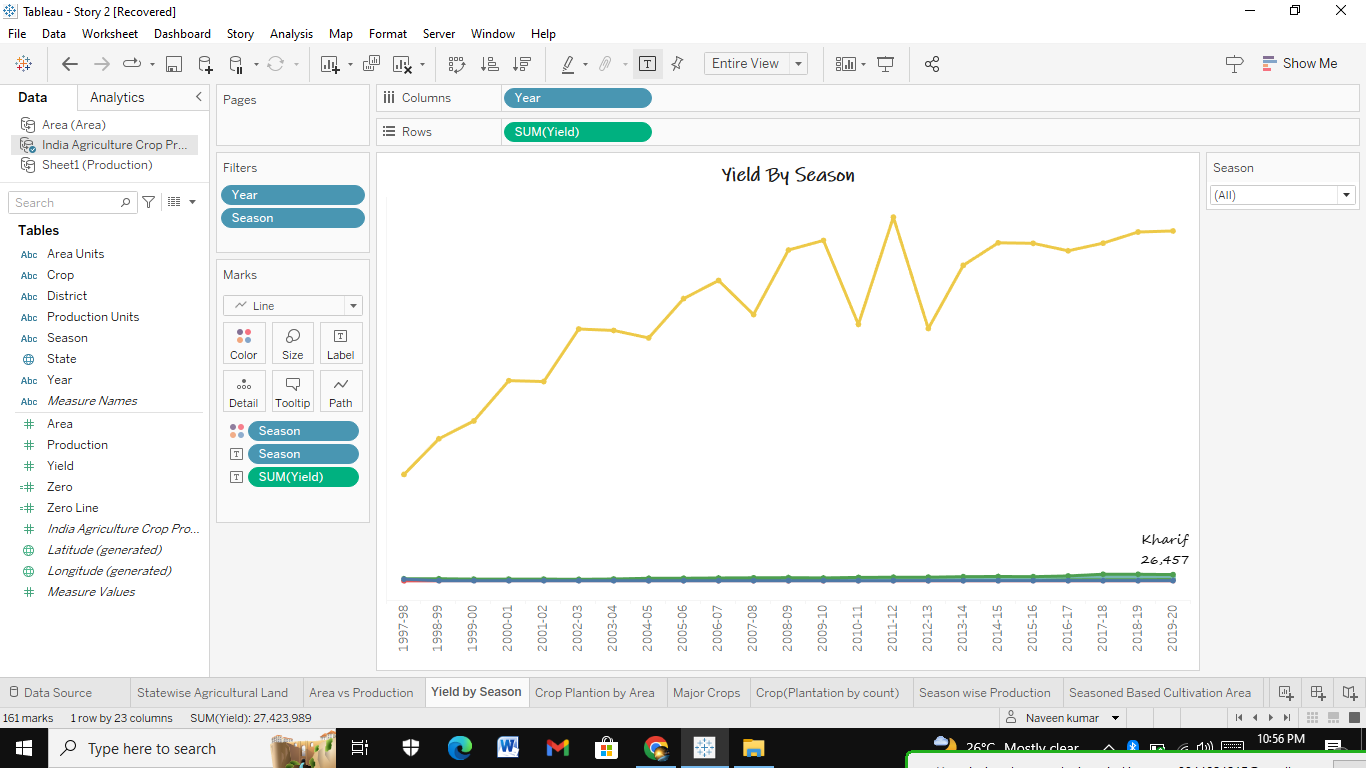 Tableau - Story 2 [Recovered]
File Data Worksheet Dashboard Story Analysis Map Format Server Window Help
Entire View
Show Me
Data Analytics
Area (Area)
India Agriculture Crop Pr...
Sheet1 (Production)
Search
Tables
Abc Area Units
Abc Crop
Abc District
Abc Production Units
Abc Season
State
Abc Year
Abc Measure Names
Area
Production
Yield
Zero
Zero Line
India Agriculture Crop Pro...
Latitude (generated)
Longitude (generated)
Measure Values
Pages
Filters
Year
Season
Marks
Line
Color Size Label
Detail Tooltip Path
Season
Season
SUM(Yield)
Columns Year
Rows SUM(Yield)
Yield By Season
Kharif
26,457
1997-98 1998-99 1999-00 2000-01 2001-02 2002-03 2003-04 2004-05 2005-06 2006-07 2007-08 2008-09 2009-10 2010-11 2011-12 2012-13 2013-14 2014-15 2015-16 2016-17 2017-18 2018-19 2019-20
Season
(All)
Data Source Statewise Agricultural Land Area vs Production Yield by Season Crop Plantion by Area Major Crops Crop(Plantation by count) Season wise Production Seasoned Based Cultivation Area
161 marks 1 row by 23 columns SUM(Yield): 27,423,989 Naveen kumar
Type here to search
26°C Mostly clear
10:56 PM